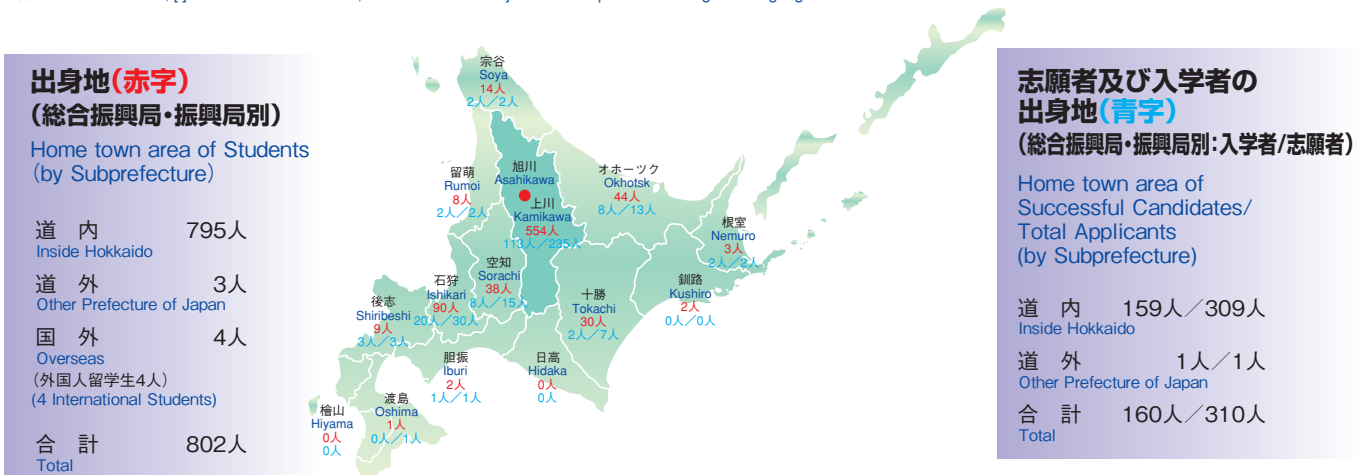 出身地(赤字)
(総合振興局・振興局別)
Home town area of Students
(by Subprefecture)
道 内 795人
Inside Hokkaido
道 外 3人
Other Prefecture of Japan
国 外 4人
Overseas
(外国人留学生4人)
(4 International Students)
合 計 802人
Total
宗谷
Soya
14人
2人／2人
留萌
Rumoi
8人
2人／2人
旭川
Asahikawa
上川
Kamikawa
554人
113人／235人
オホーツク
Okhotsk
44人
8人／13人
根室
Nemuro
3人
2人／2人
空知
Sorachi
38人
8人／15人
石狩
Ishikari
90人
20人／30人
後志
Shiribeshi
9人
3人／3人
十勝
Tokachi
30人
2人／7人
釧路
Kushiro
2人
0人／0人
胆振
Iburi
2人
1人／1人
日高
Hidaka
0人
0人
渡島
Oshima
1人
0人／1人
檜山
Hiyama
0人
0人
志願者及び入学者の
出身地(青字)
(総合振興局・振興局別:入学者/志願者)
Home town area of
Successful Candidates/
Total Applicants
(by Subprefecture)
道 内 159人／309人
Inside Hokkaido
道 外 1人／1人
Other Prefecture of Japan
合 計 160人／310人
Total